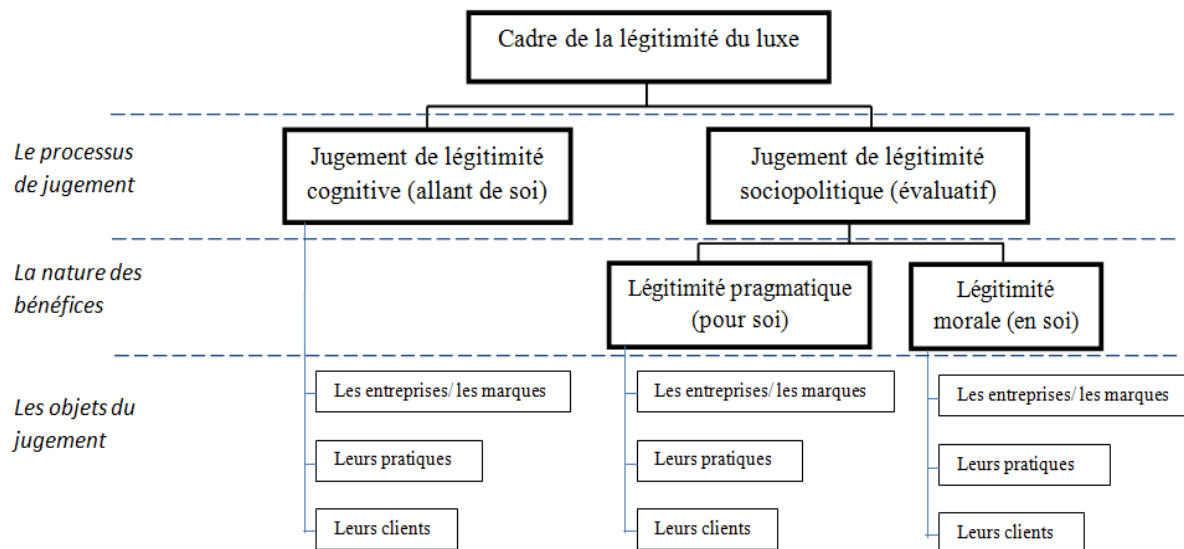 Cadre de la légitimité du luxe
Le processus
de jugement
Jugement de légitimité
cognitive (allant de soi)
Jugement de légitimité
sociopolitique (évaluatif)
La nature des
bénéfices
Légitimité pragmatique
(pour soi)
Légitimité
morale (en soi)
Les objets du
jugement
Les entreprises/ les marques
Les entreprises/ les marques
Les entreprises/ les marques
Leurs pratiques
Leurs pratiques
Leurs pratiques
Leurs clients
Leurs clients
Leurs clients